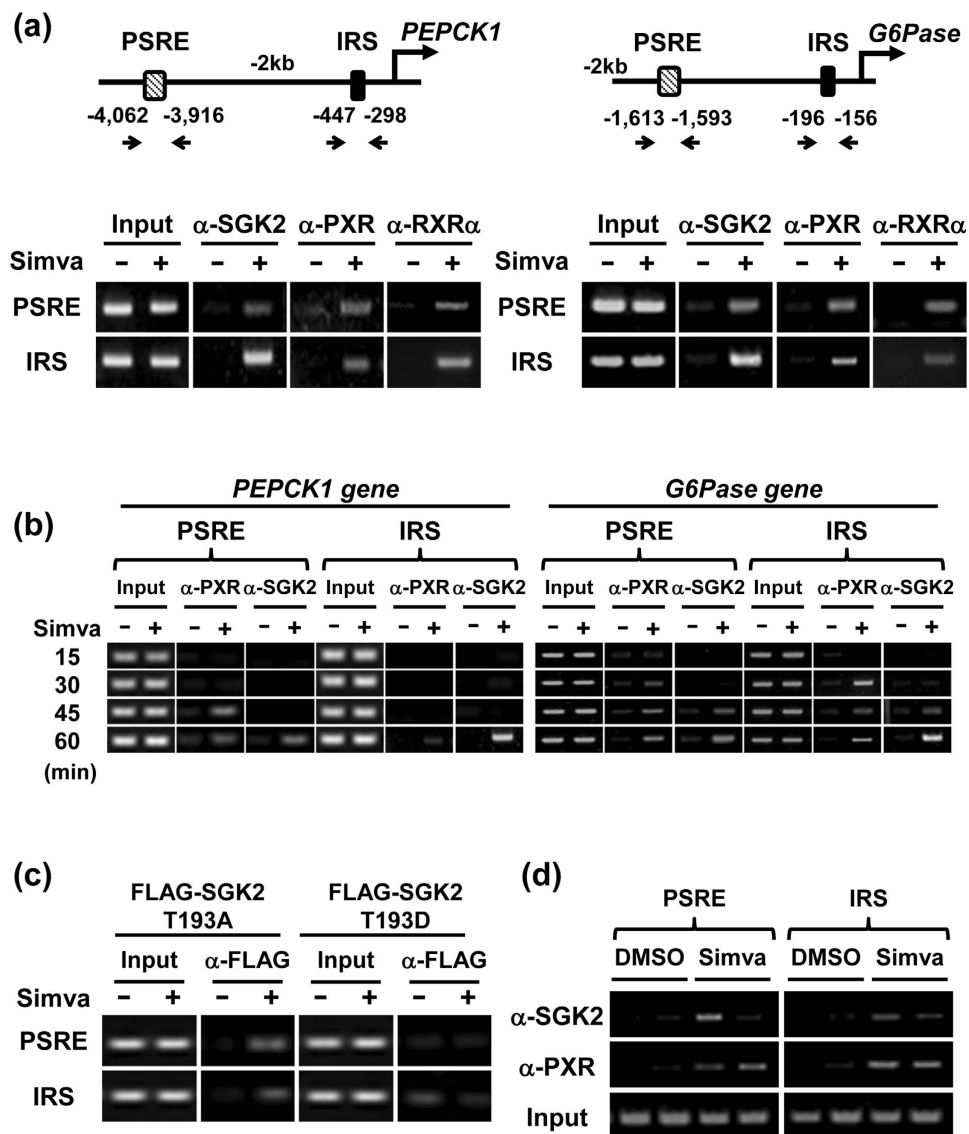 (a)
PEPCK1
PSRE IRS
-2kb
-4,062 -3,916 -447 -298
G6Pase
PSRE IRS
-2kb
-1,613 -1,593 -196 -156
Input α-SGK2 α-PXR α-RXRα
Simva − + − + − + − +
PSRE
IRS
Input α-SGK2 α-PXR α-RXRα
Simva − + − + − + − +
PSRE
IRS
(b)
PEPCK1 gene G6Pase gene
PSRE IRS PSRE IRS
Input α-PXR α-SGK2 Input α-PXR α-SGK2 Input α-PXR α-SGK2 Input α-PXR α-SGK2
Simva − + − + − + − + − + − + − + − + − + − + − + − +
15
30
45
60
(min)
(c)
FLAG-SGK2 FLAG-SGK2
T193A T193D
Input α-FLAG Input α-FLAG
Simva − + − + − + − +
PSRE
IRS
(d)
PSRE IRS
DMSO Simva DMSO Simva
α-SGK2
α-PXR
Input